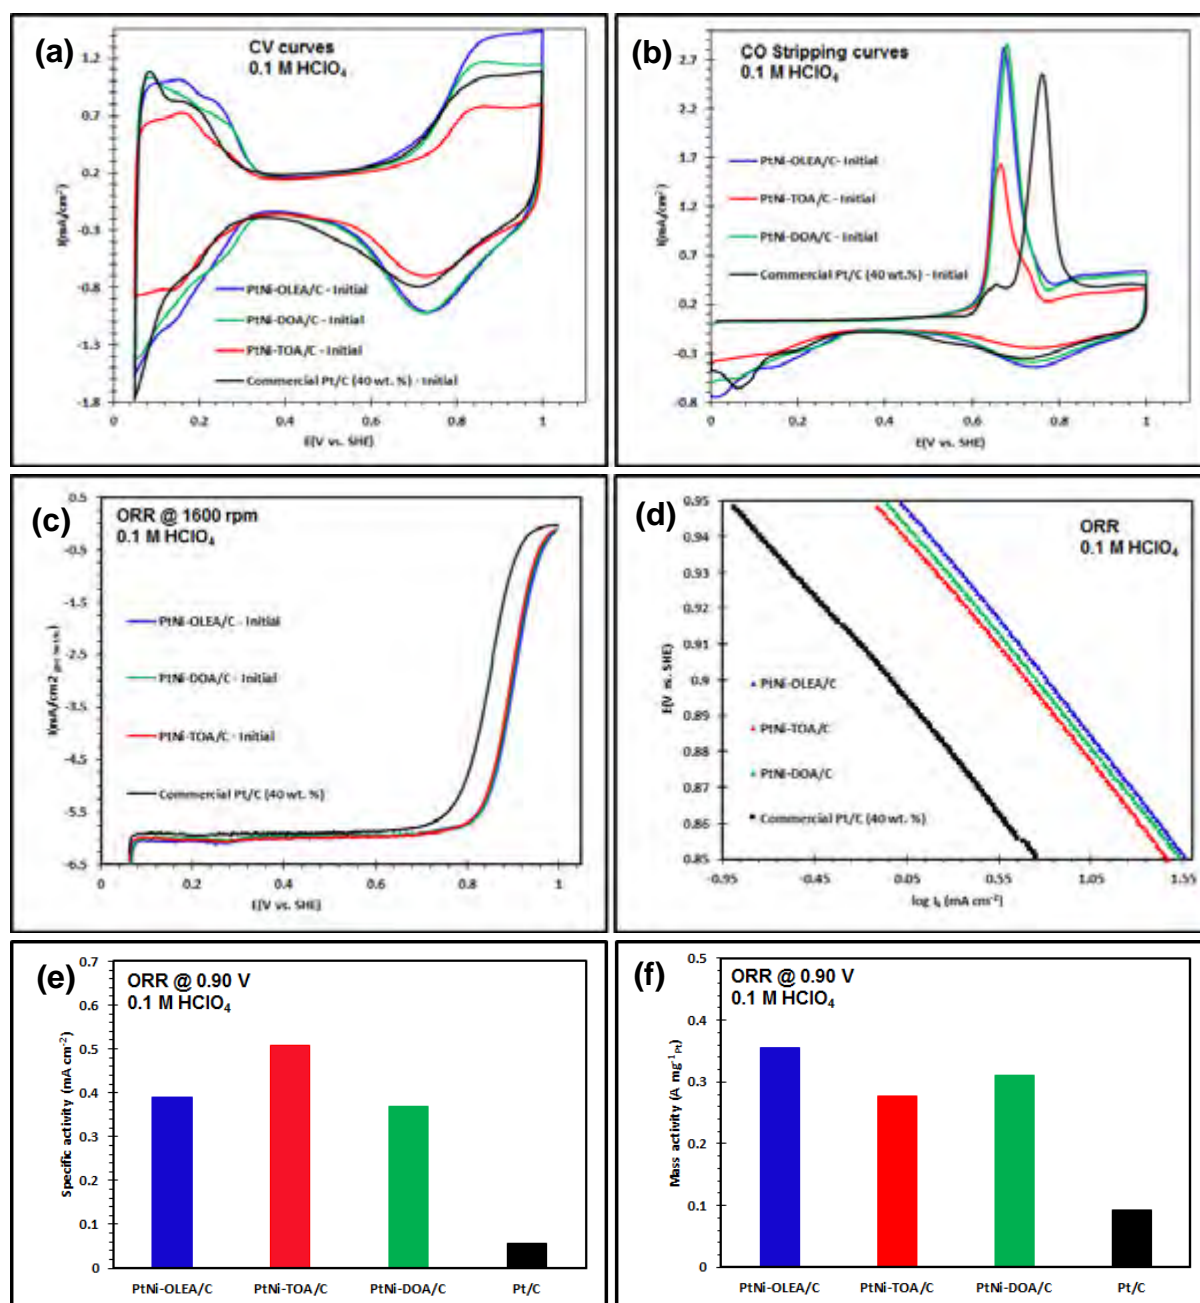 (a)
CV curves
0.1 M HClO₄
1.2
0.7
0.2
-0.3
-0.8
-1.3
-1.8
I(mA/cm²)
PtNi-OLEA/C - Initial
PtNi-DOA/C - Initial
PtNi-TOA/C - Initial
Commercial Pt/C (40 wt. %) - Initial
0 0.2 0.4 0.6 0.8 1
E(V vs. SHE)
(b)
CO Stripping curves
0.1 M HClO₄
2.7
2.2
1.7
1.2
0.7
0.2
-0.3
-0.8
I(mA/cm²)
PtNi-OLEA/C - Initial
PtNi-TOA/C - Initial
PtNi-DOA/C - Initial
Commercial Pt/C (40 wt.%) - Initial
0 0.2 0.4 0.6 0.8 1
E(V vs. SHE)
(c)
ORR @ 1600 rpm
0.1 M HClO₄
0.5
-0.5
-1.5
-2.5
-3.5
-4.5
-5.5
-6.5
PtNi-OLEA/C - Initial
PtNi-DOA/C - Initial
PtNi-TOA/C - Initial
Commercial Pt/C (40 wt. %)
0 0.2 0.4 0.6 0.8 1
E(V vs. SHE)
(d)
ORR
0.1 M HClO₄
0.95
0.94
0.93
0.92
0.91
0.9
0.89
0.88
0.87
0.86
0.85
E(V vs. SHE)
PtNi-OLEA/C
PtNi-TOA/C
PtNi-DOA/C
Commercial Pt/C (40 wt. %)
-0.95 -0.45 0.05 0.55 1.05 1.55
log Iₖ (mA cm⁻²)
(e)
ORR @ 0.90 V
0.1 M HClO₄
0.7
0.6
0.5
0.4
0.3
0.2
0.1
0
Specific activity (mA cm⁻²)
PtNi-OLEA/C PtNi-TOA/C PtNi-DOA/C Pt/C
(f)
ORR @ 0.90 V
0.1 M HClO₄
0.5
0.4
0.3
0.2
0.1
0
Mass activity (A mg⁻¹Pt)
PtNi-OLEA/C PtNi-TOA/C PtNi-DOA/C Pt/C